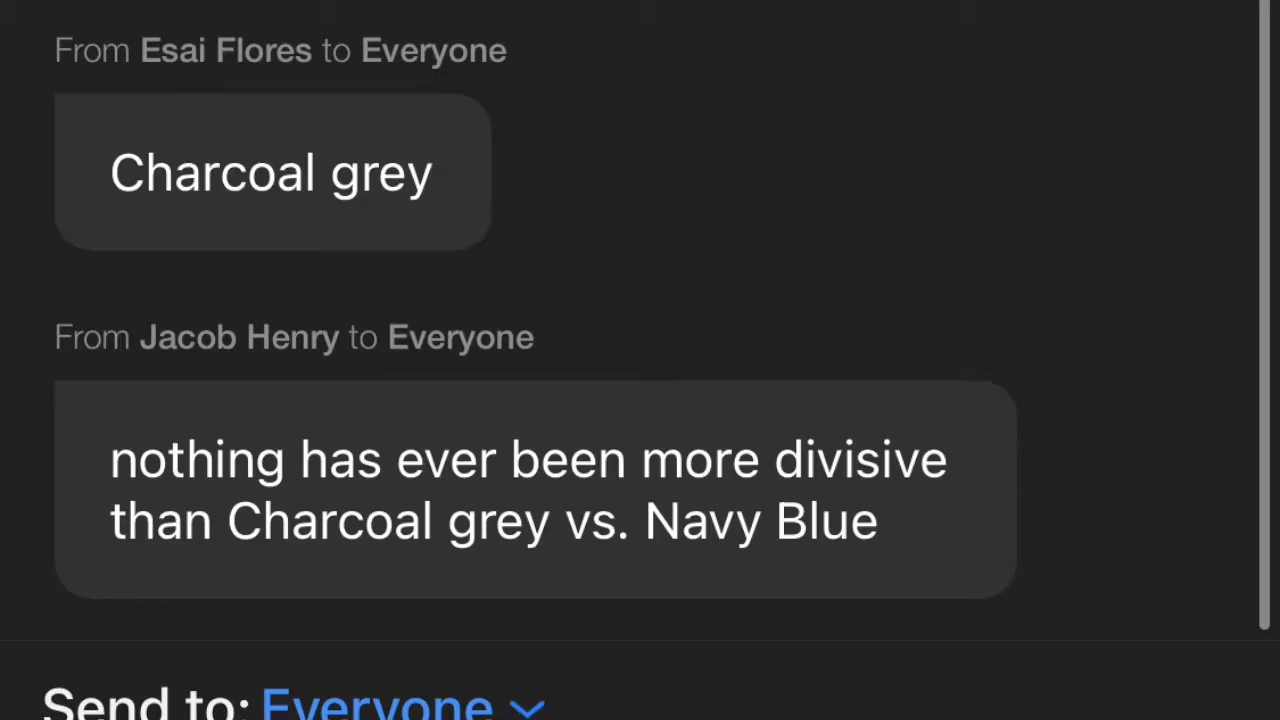 From Esai Flores to Everyone
Charcoal grey
From Jacob Henry to Everyone
nothing has ever been more divisive
than Charcoal grey vs. Navy Blue
Send to: Everyone